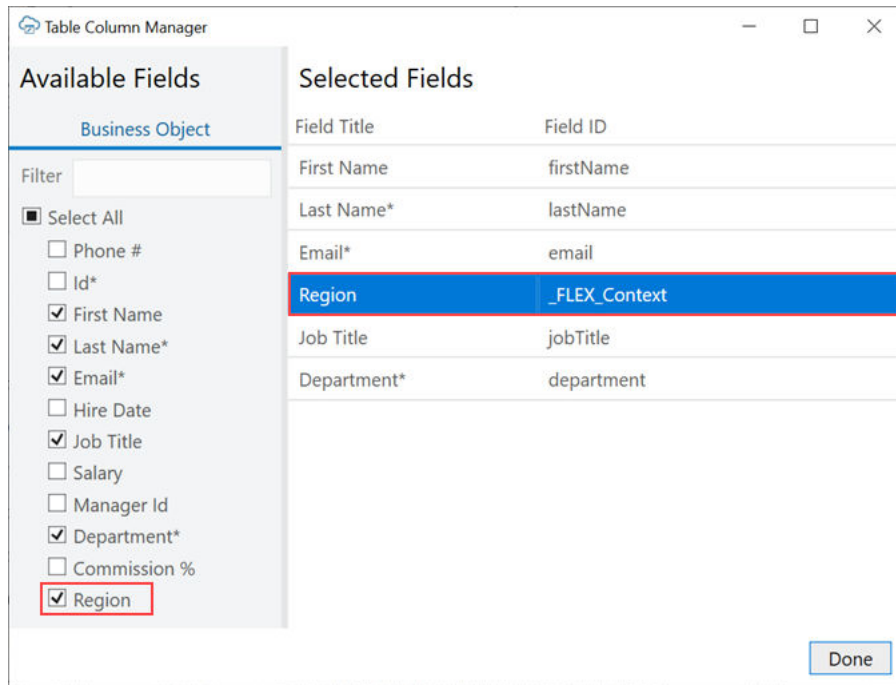 Table Column Manager
Available Fields
Business Object
Filter
Select All
Phone #
Id*
First Name
Last Name*
Email*
Hire Date
Job Title
Salary
Manager Id
Department*
Commission %
Region
Selected Fields
Field Title Field ID
First Name firstName
Last Name* lastName
Email* email
Region _FLEX_Context
Job Title jobTitle
Department* department
Done